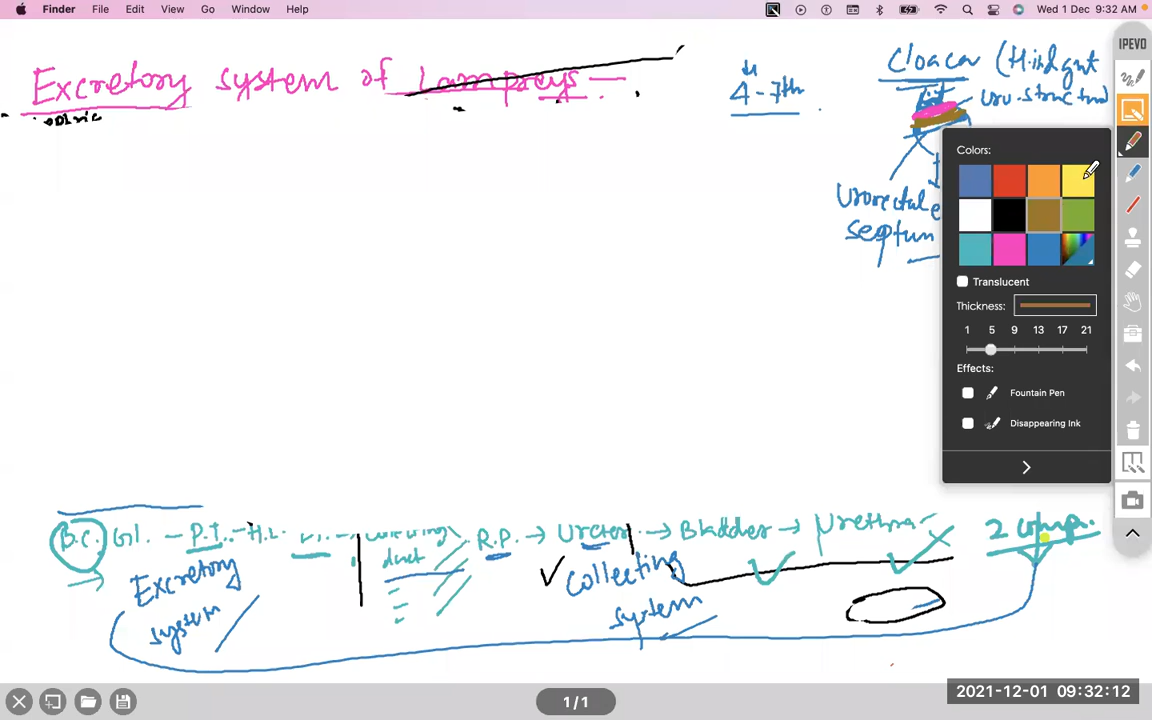 Finder File Edit View Go Window Help Wed 1 Dec 9:32 AM
IPEVO
Excretory system of Lampreys —
4 - 7th
Cloaca (Hindgut
Urorectal
septum
Colors:
Translucent
Thickness:
1 5 9 13 17 21
Effects:
Fountain Pen
Disappearing Ink
B.C. Gl. — P.T. — H.L. duct R.P. → Ureter → Bladder → Urethra
2 comp.
Excretory
system
Collecting
system
1/1
2021-12-01 09:32:12